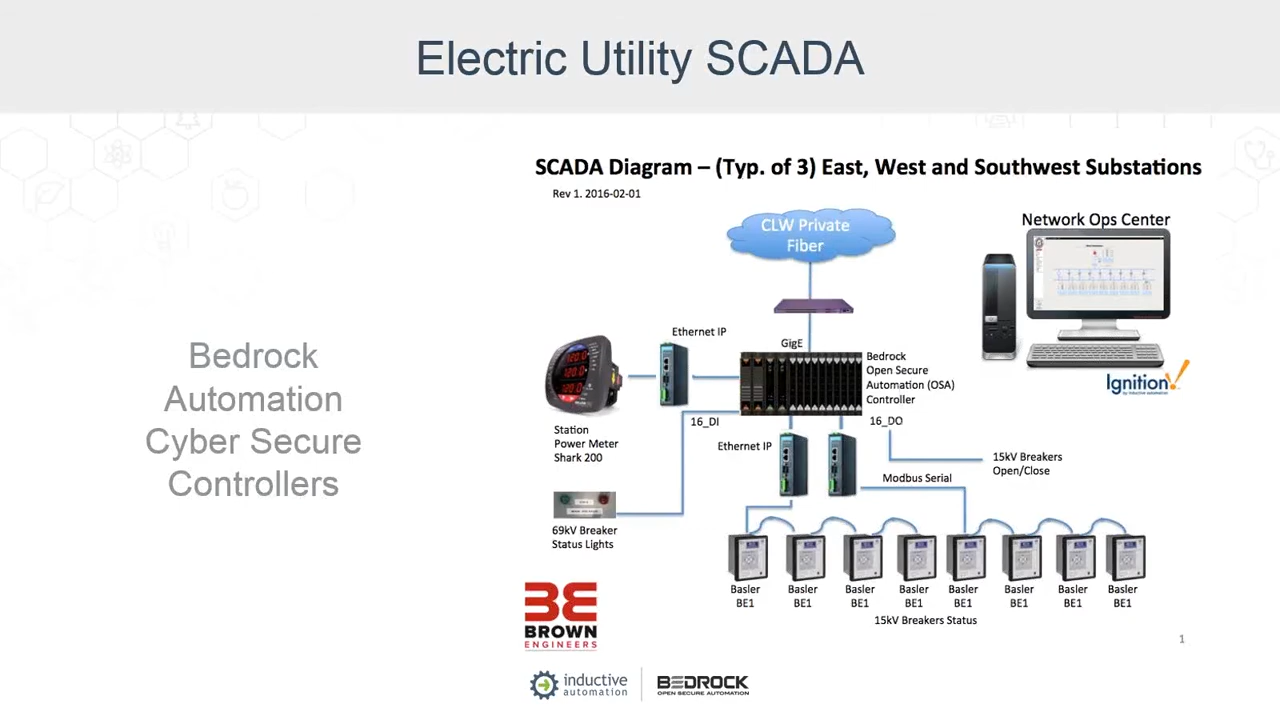 Electric Utility SCADA
SCADA Diagram – (Typ. of 3) East, West and Southwest Substations
Rev 1. 2016-02-01
CLW Private
Fiber
Network Ops Center
Bedrock
Automation
Cyber Secure
Controllers
Ethernet IP
GigE
Bedrock
Open Secure
Automation (OSA)
Controller
Ignition!
by inductive automation
Station
Power Meter
Shark 200
16_DI
16_DO
Ethernet IP
15kV Breakers
Open/Close
Modbus Serial
69kV Breaker
Status Lights
Basler
BE1
Basler
BE1
Basler
BE1
Basler
BE1
Basler
BE1
Basler
BE1
Basler
BE1
Basler
BE1
15kV Breakers Status
BE
BROWN
ENGINEERS
1
inductive
automation
BEDROCK
OPEN SECURE AUTOMATION